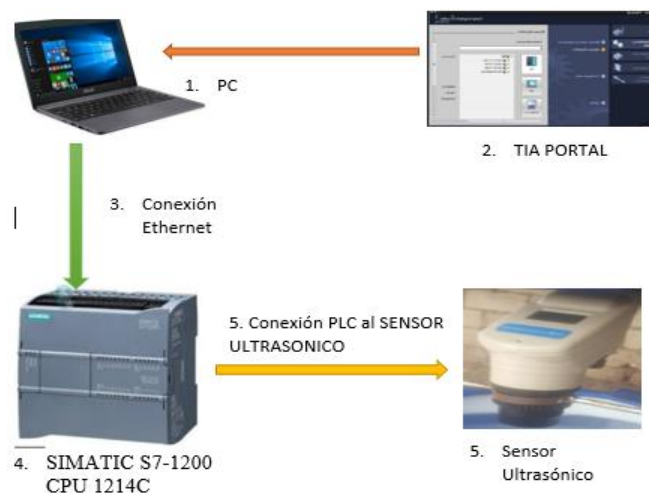 1. PC
2. TIA PORTAL
3. Conexión
Ethernet
5. Conexión PLC al SENSOR
ULTRASONICO
SIEMENS
4. SIMATIC S7-1200
CPU 1214C
5. Sensor
Ultrasónico